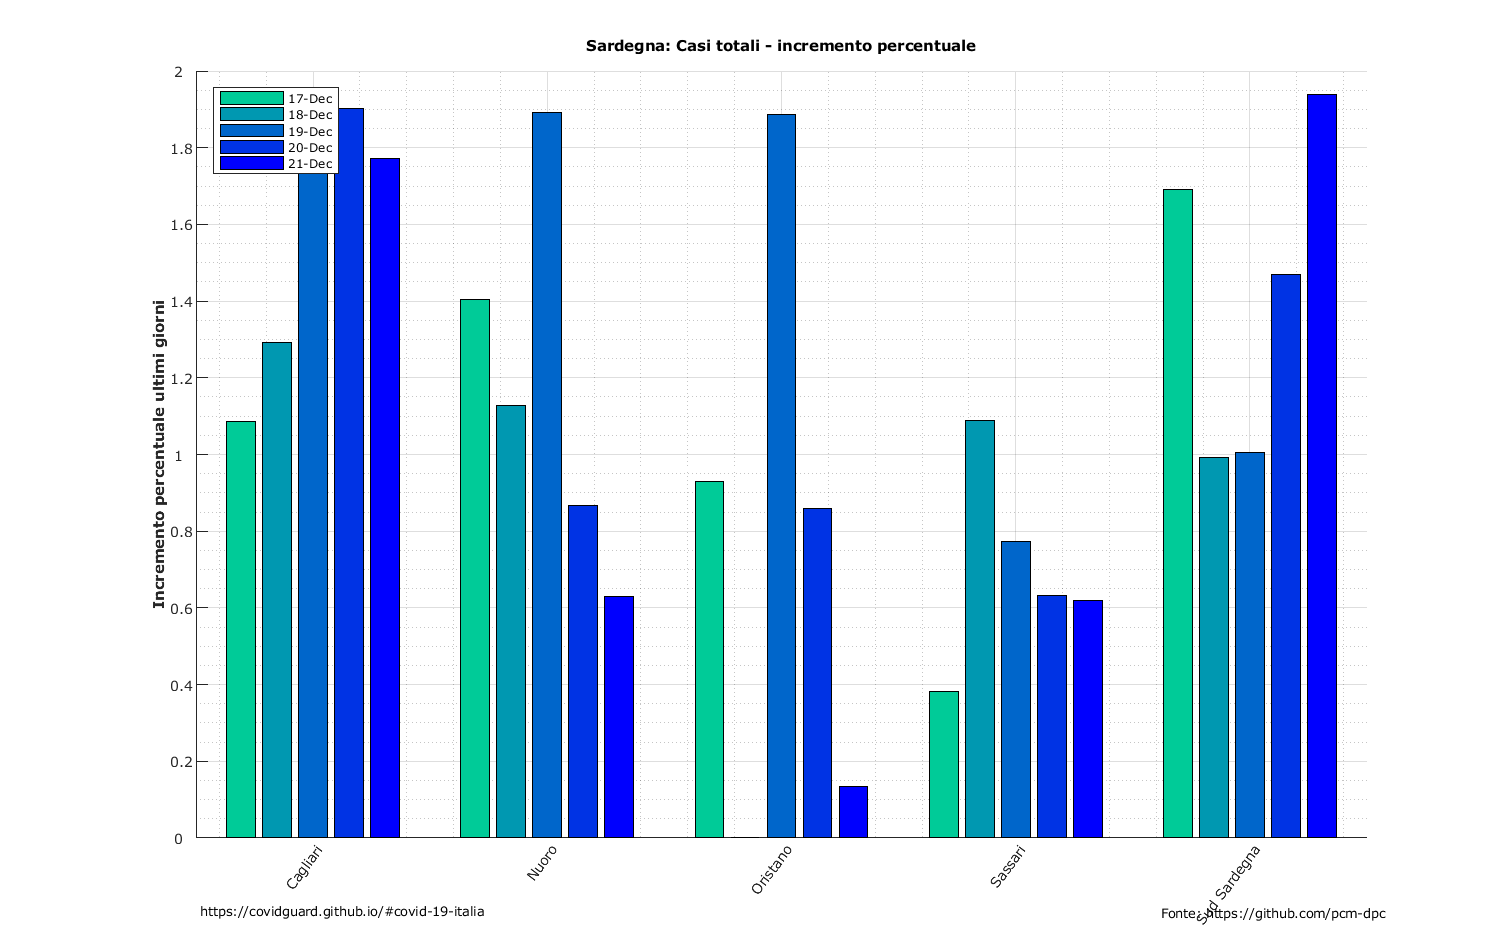 Sardegna: Casi totali - incremento percentuale
2
1.8
1.6
1.4
1.2
1
0.8
0.6
0.4
0.2
0
Incremento percentuale ultimi giorni
17-Dec
18-Dec
19-Dec
20-Dec
21-Dec
Cagliari
Nuoro
Oristano
Sassari
Sud Sardegna
https://covidguard.github.io/#covid-19-italia
Fonte: https://github.com/pcm-dpc